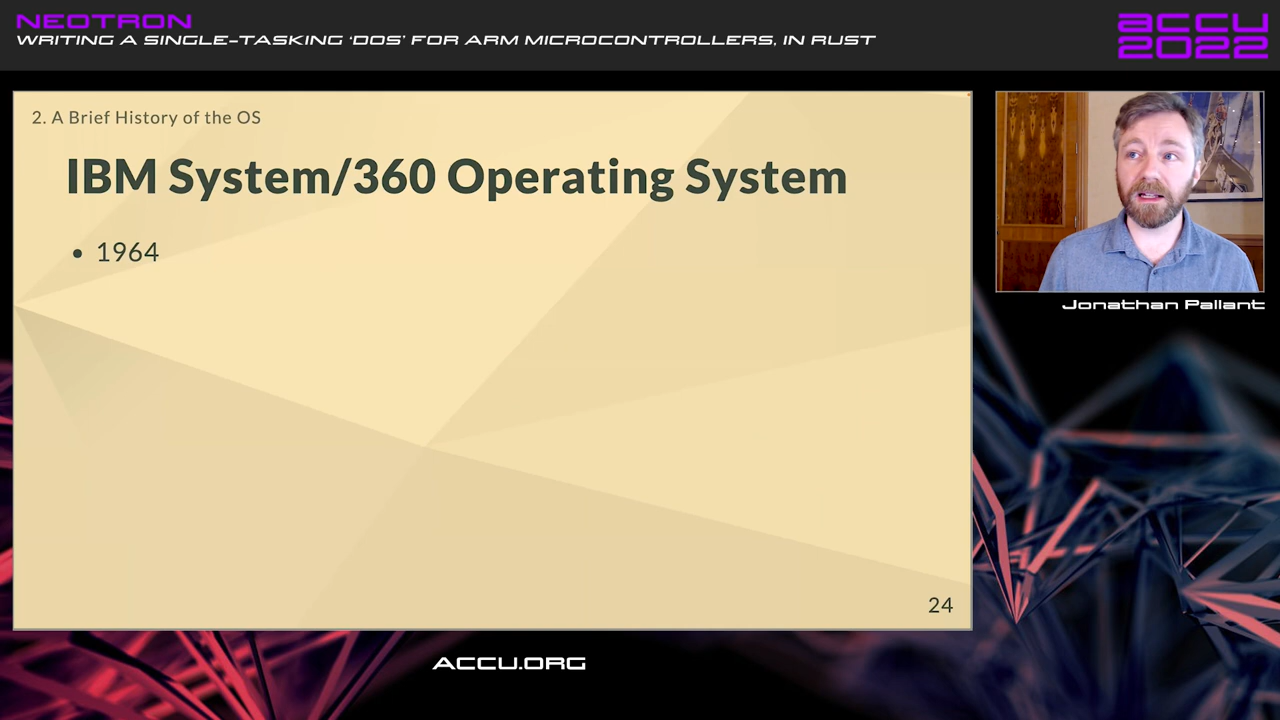 NEOTRON
WRITING A SINGLE-TASKING ‘DOS’ FOR ARM MICROCONTROLLERS, IN RUST
ACCU
2022
2. A Brief History of the OS
IBM System/360 Operating System
• 1964
24
Jonathan Pallant
ACCU.ORG